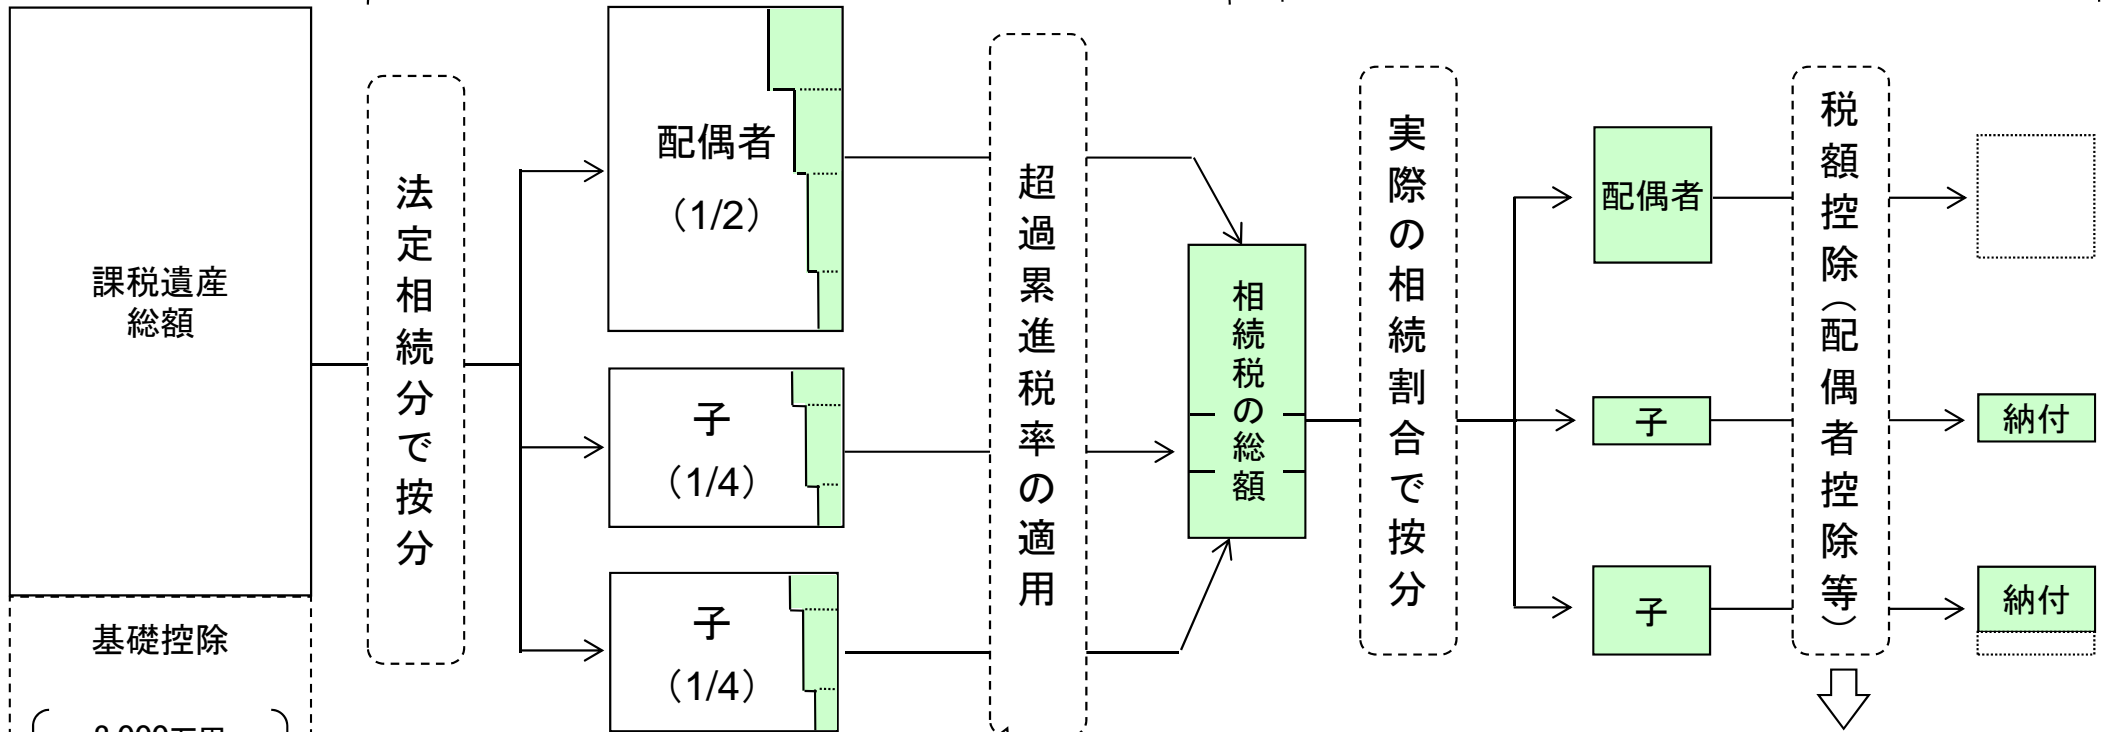 課税遺産
総額
基礎控除
法定相続分で按分
配偶者
（1/2）
子
（1/4）
子
（1/4）
超過累進税率の適用
相続税の総額
実際の相続割合で按分
配偶者
子
子
税額控除（配偶者控除等）
納付
納付